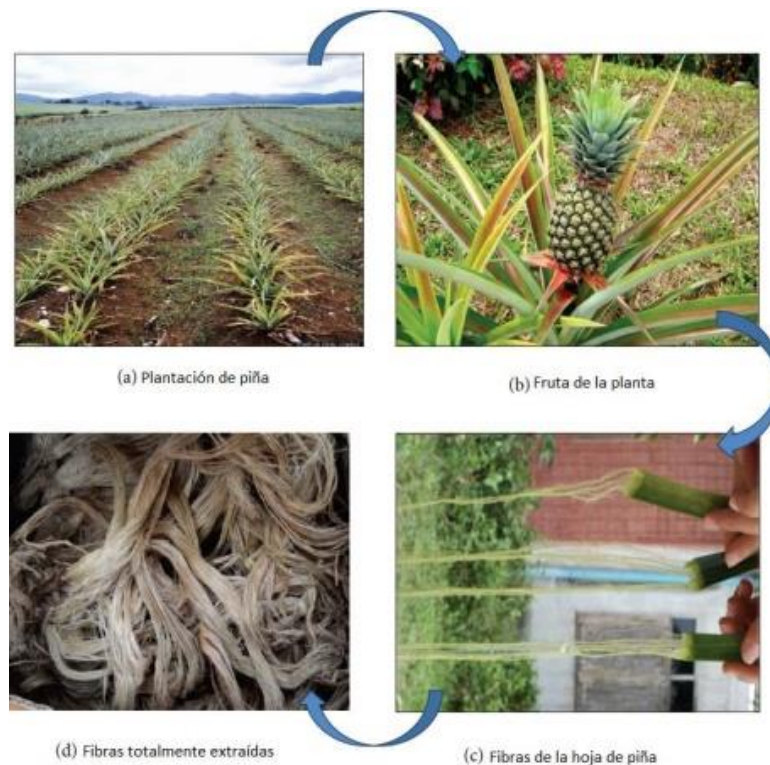 (a) Plantación de piña
(b) Fruta de la planta
(c) Fibras de la hoja de piña
(d) Fibras totalmente extraídas